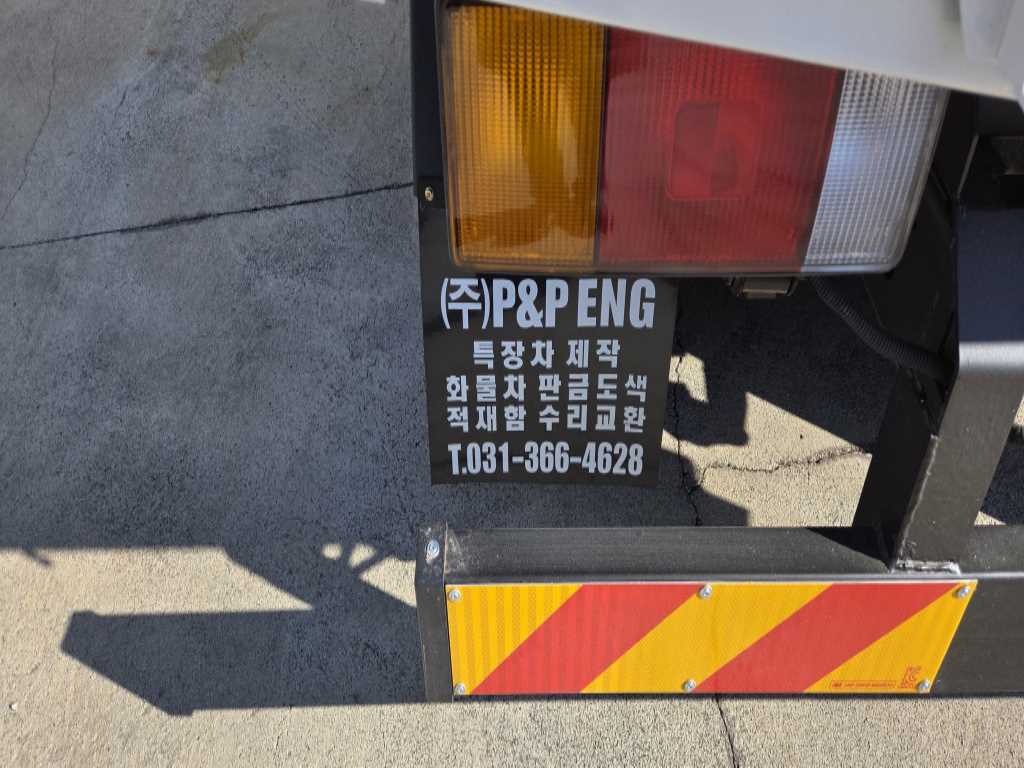 ㈜P&P ENG
특장차 제작
화물차 판금도색
적재함 수리교환
T.031-366-4628